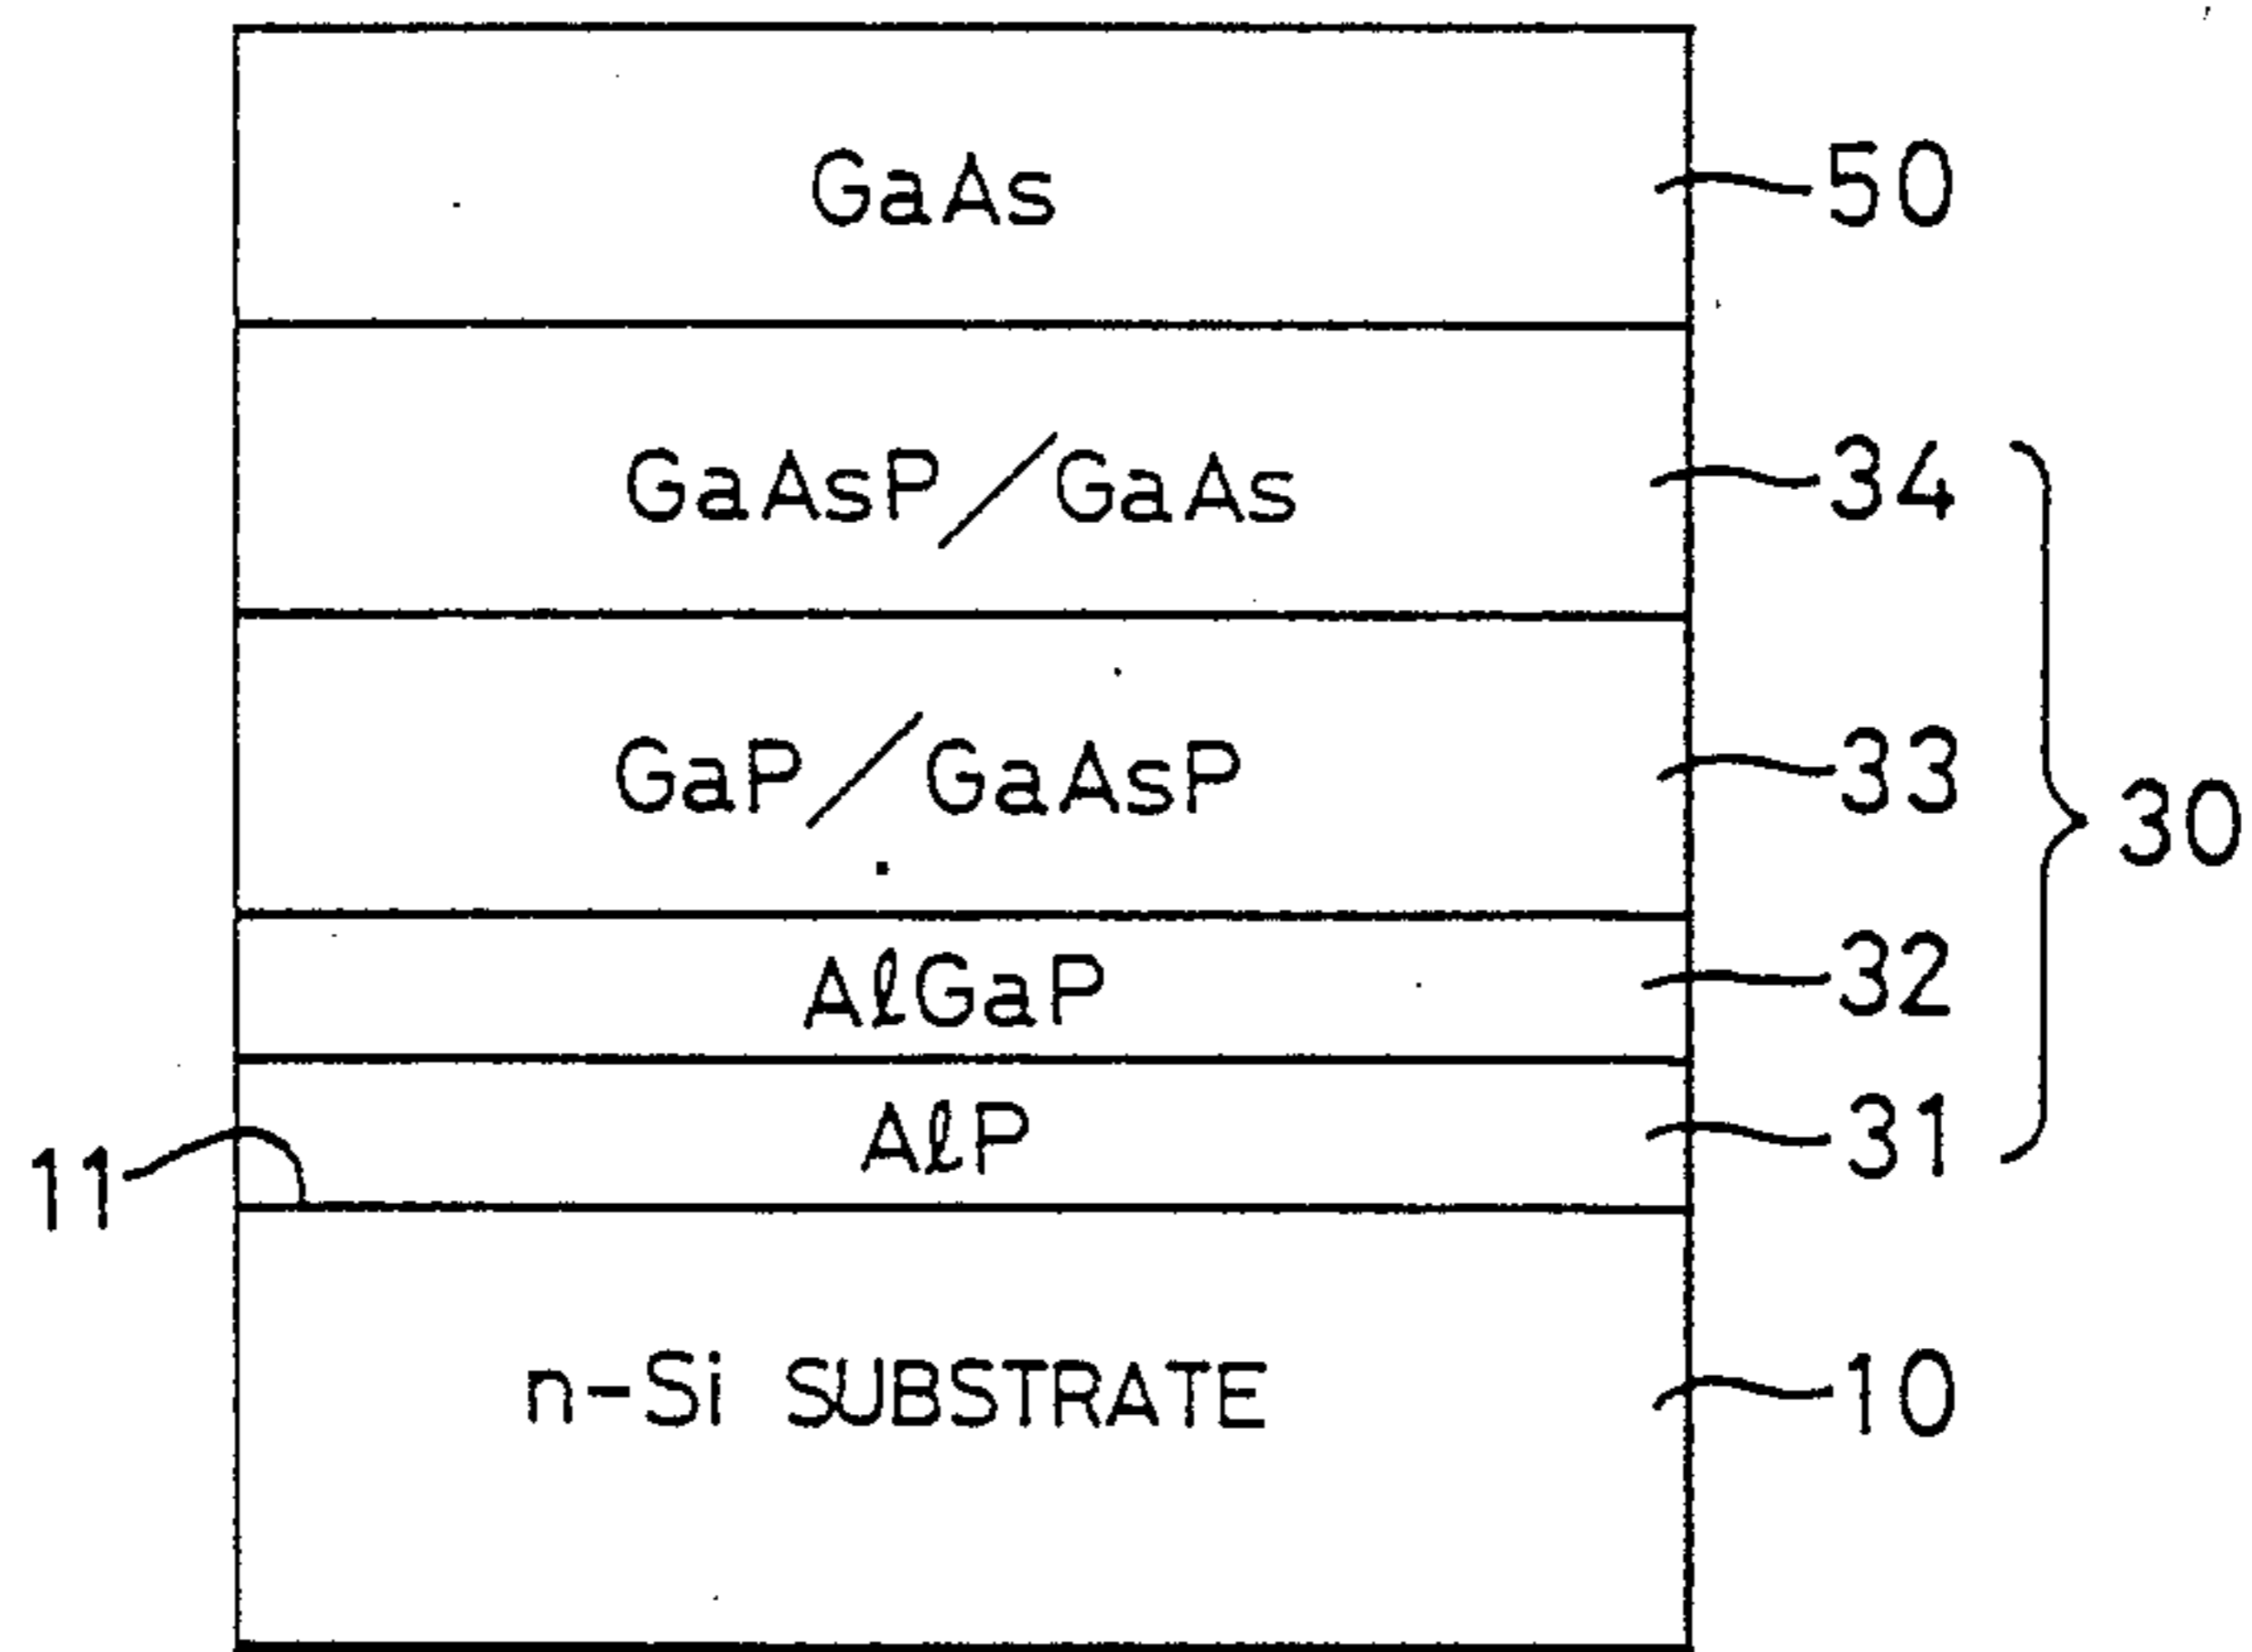 GaAs 50
GaAsP/GaAs 34
GaP/GaAsP 33
30
AlGaP 32
AlP 31
11
n-Si SUBSTRATE 10